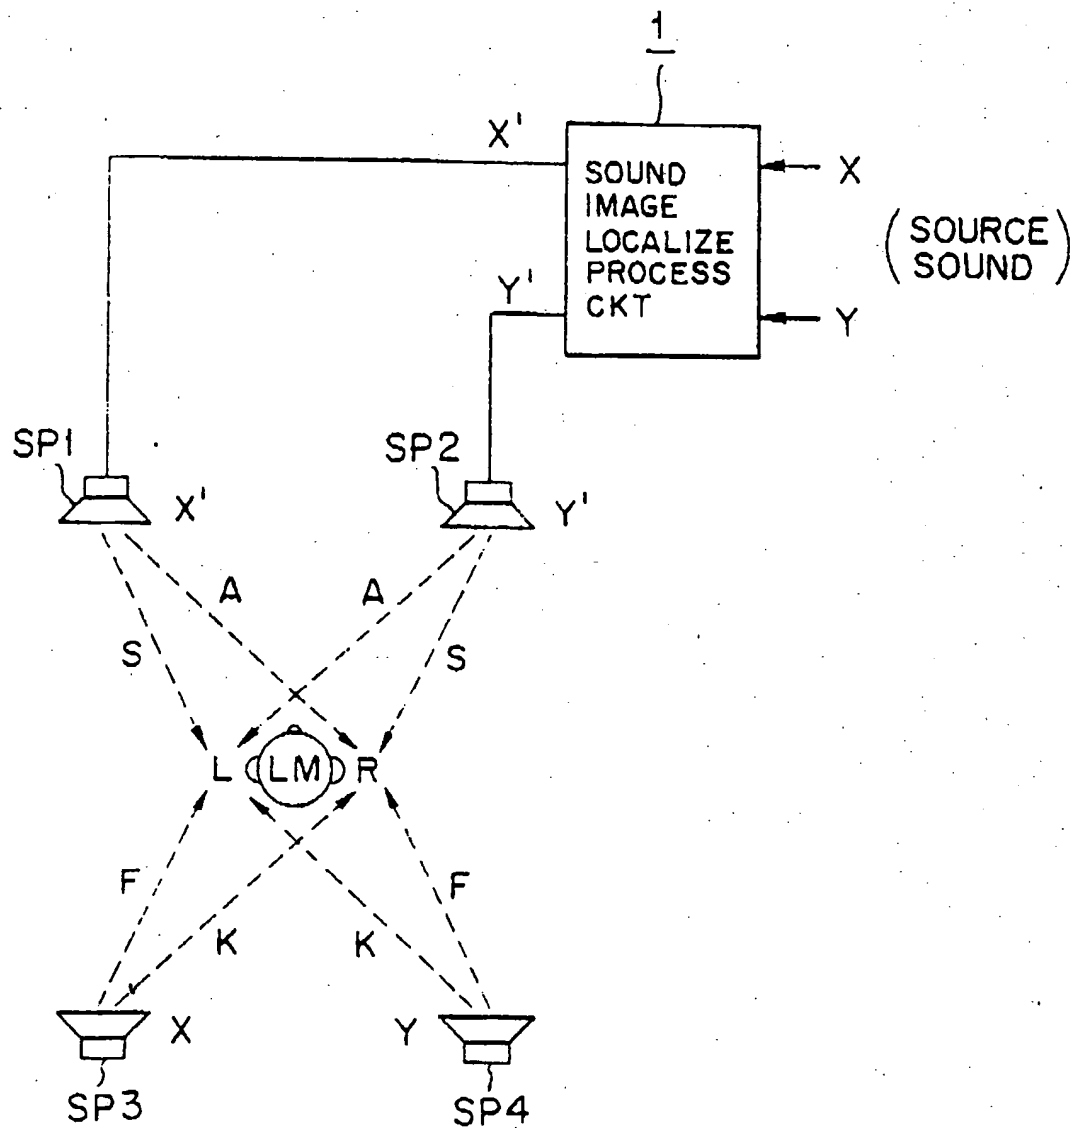 1
X'
SOUND
IMAGE
LOCALIZE
PROCESS
CKT
X
(SOURCE
SOUND)
Y'
Y
SP1
X'
SP2
Y'
A
A
S
S
L
LM
R
F
F
K
K
X
Y
SP3
SP4